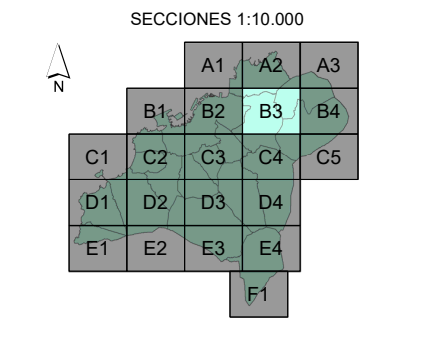 SECCIONES 1:10.000
A1 A2 A3
N
B1 B2 B3 B4
C1 C2 C3 C4 C5
D1 D2 D3 D4
E1 E2 E3 E4
F1